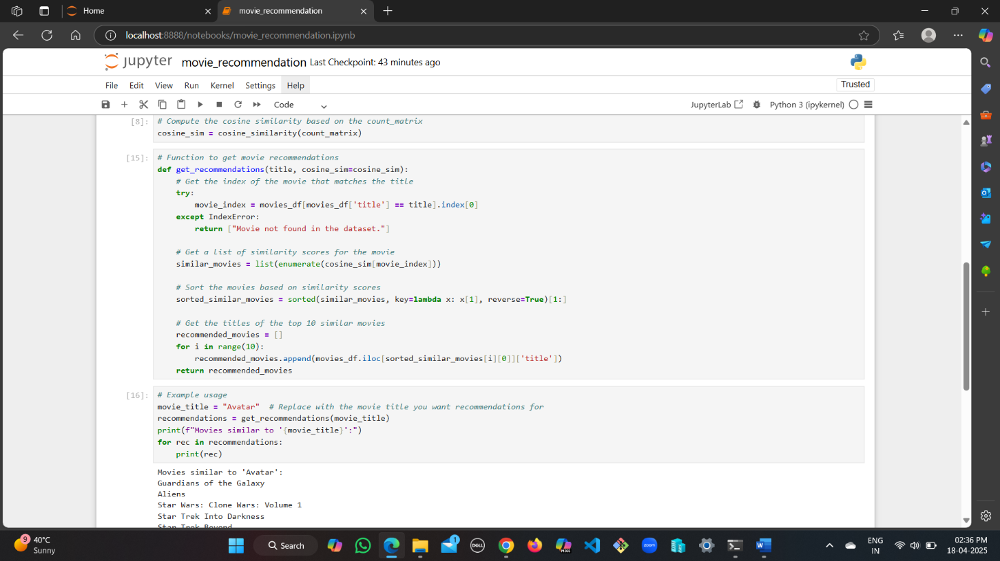 Home
movie_recommendation
localhost:8888/notebooks/movie_recommendation.ipynb
jupyter movie_recommendation Last Checkpoint: 43 minutes ago
File Edit View Run Kernel Settings Help
Trusted
Code
JupyterLab
Python 3 (ipykernel)
[8]: # Compute the cosine similarity based on the count_matrix
cosine_sim = cosine_similarity(count_matrix)
[15]: # Function to get movie recommendations
def get_recommendations(title, cosine_sim=cosine_sim):
    # Get the index of the movie that matches the title
    try:
        movie_index = movies_df[movies_df['title'] == title].index[0]
    except IndexError:
        return ["Movie not found in the dataset."]
    # Get a list of similarity scores for the movie
    similar_movies = list(enumerate(cosine_sim[movie_index]))
    # Sort the movies based on similarity scores
    sorted_similar_movies = sorted(similar_movies, key=lambda x: x[1], reverse=True)[1:]
    # Get the titles of the top 10 similar movies
    recommended_movies = []
    for i in range(10):
        recommended_movies.append(movies_df.iloc[sorted_similar_movies[i][0]]['title'])
    return recommended_movies
[16]: # Example usage
movie_title = "Avatar"  # Replace with the movie title you want recommendations for
recommendations = get_recommendations(movie_title)
print(f"Movies similar to '{movie_title}':")
for rec in recommendations:
    print(rec)
Movies similar to 'Avatar':
Guardians of the Galaxy
Aliens
Star Wars: Clone Wars: Volume 1
Star Trek Into Darkness
Star Trek Beyond
9
40°C
Sunny
Search
1
DELL
M365
zoom
ENG
IN
02:36 PM
18-04-2025